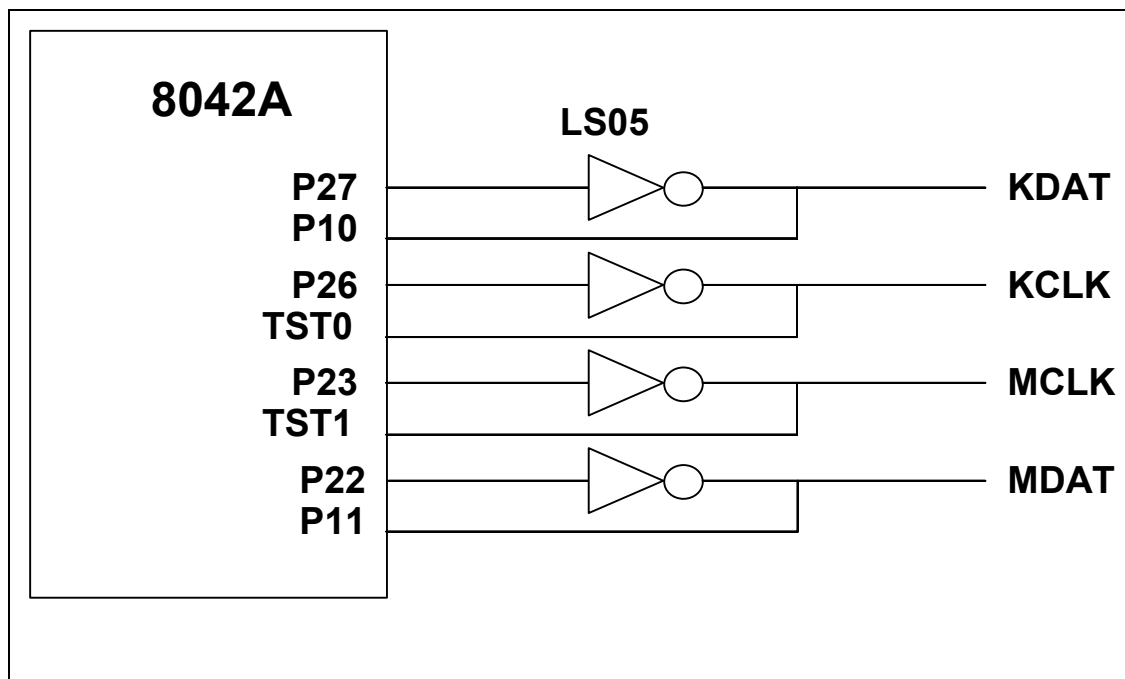 8042A
LS05
P27
KDAT
P10
P26
KCLK
TST0
P23
MCLK
TST1
P22
MDAT
P11